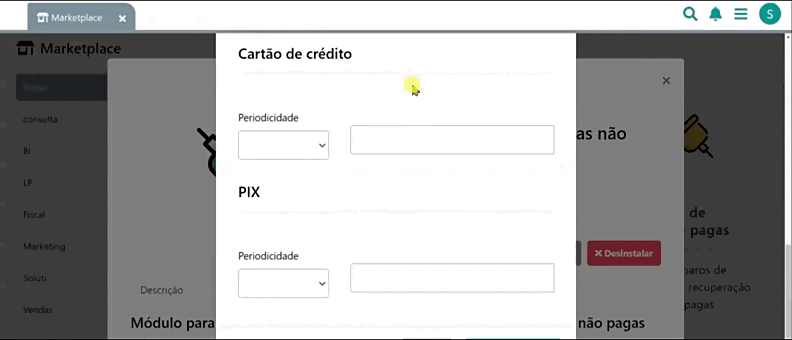 Marketplace
S
Marketplace
Cartão de crédito
Periodicidade
as não
consulta
BI
LP
PIX
Fiscal
de
pagas
Marketing
Periodicidade
Desinstalar
Soluti
paros de
Descrição
recuperação
Vendas
pagas
Módulo para
não pagas